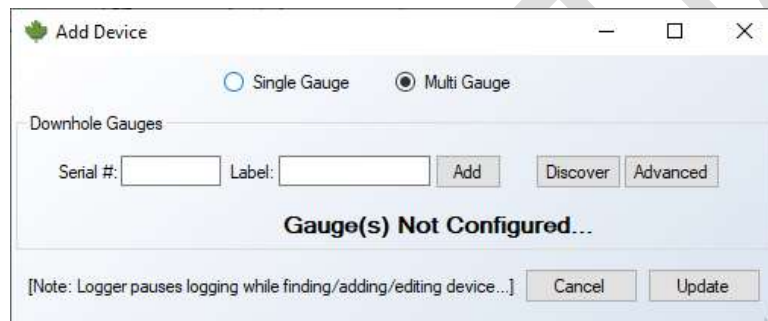 Add Device
Single Gauge Multi Gauge
Downhole Gauges
Serial #: Label: Add Discover Advanced
Gauge(s) Not Configured...
[Note: Logger pauses logging while finding/adding/editing device...] Cancel Update